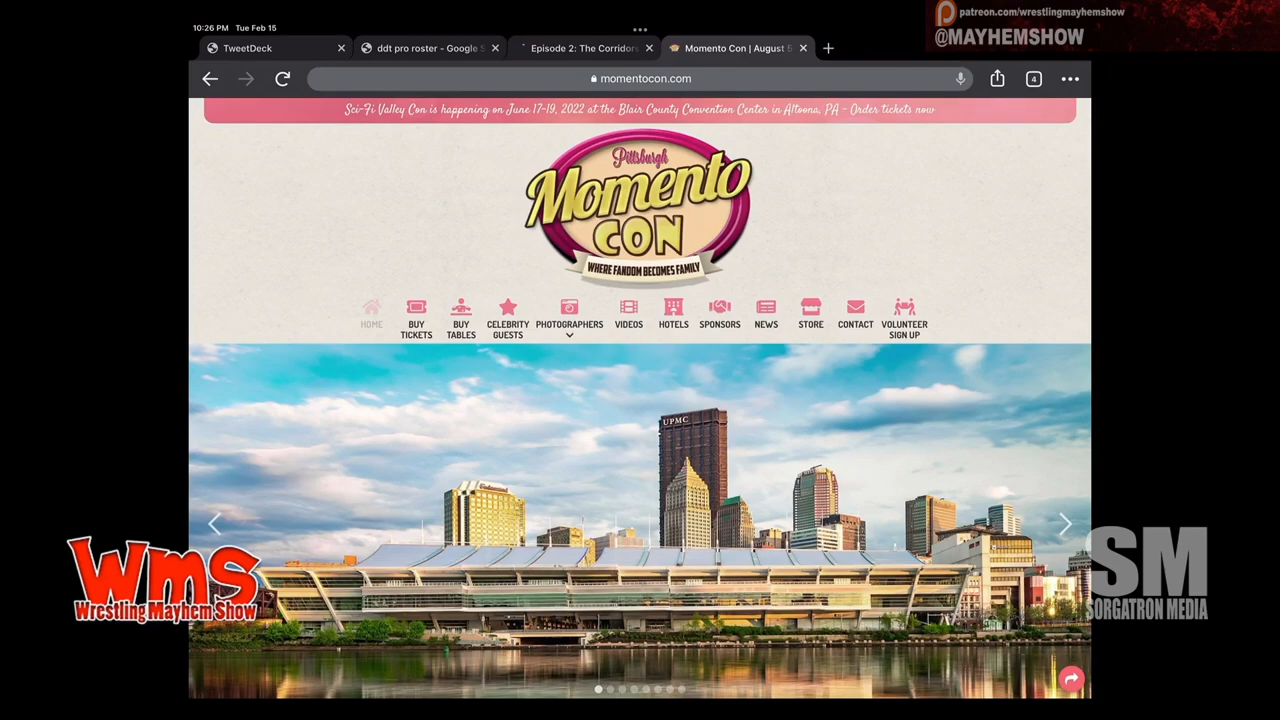 patreon.com/wrestlingmayhemshow
@MAYHEMSHOW
10:26 PM Tue Feb 15
TweetDeck
ddt pro roster - Google S
Episode 2: The Corridors
Momento Con | August 5
momentocon.com
4
Sci-Fi Valley Con is happening on June 17-19, 2022 at the Blair County Convention Center in Altoona, PA - Order tickets now
Pittsburgh
Momento
CON
WHERE FANDOM BECOMES FAMILY
HOME
BUY TICKETS
BUY TABLES
CELEBRITY GUESTS
PHOTOGRAPHERS
VIDEOS
HOTELS
SPONSORS
NEWS
STORE
CONTACT
VOLUNTEER SIGN UP
UPMC
WMS
Wrestling Mayhem Show
SM
SORGATRON MEDIA